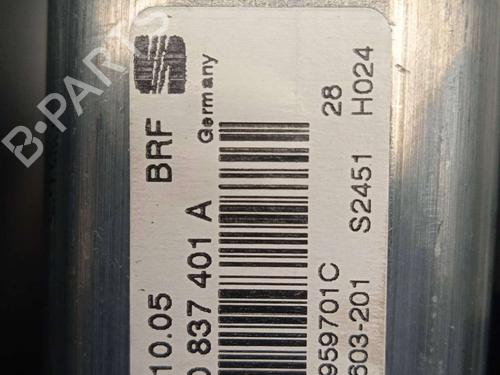 10.05 BRF
Germany
0 837 401 A
28
959701C
603-201 S2451 H024
B-PARTS